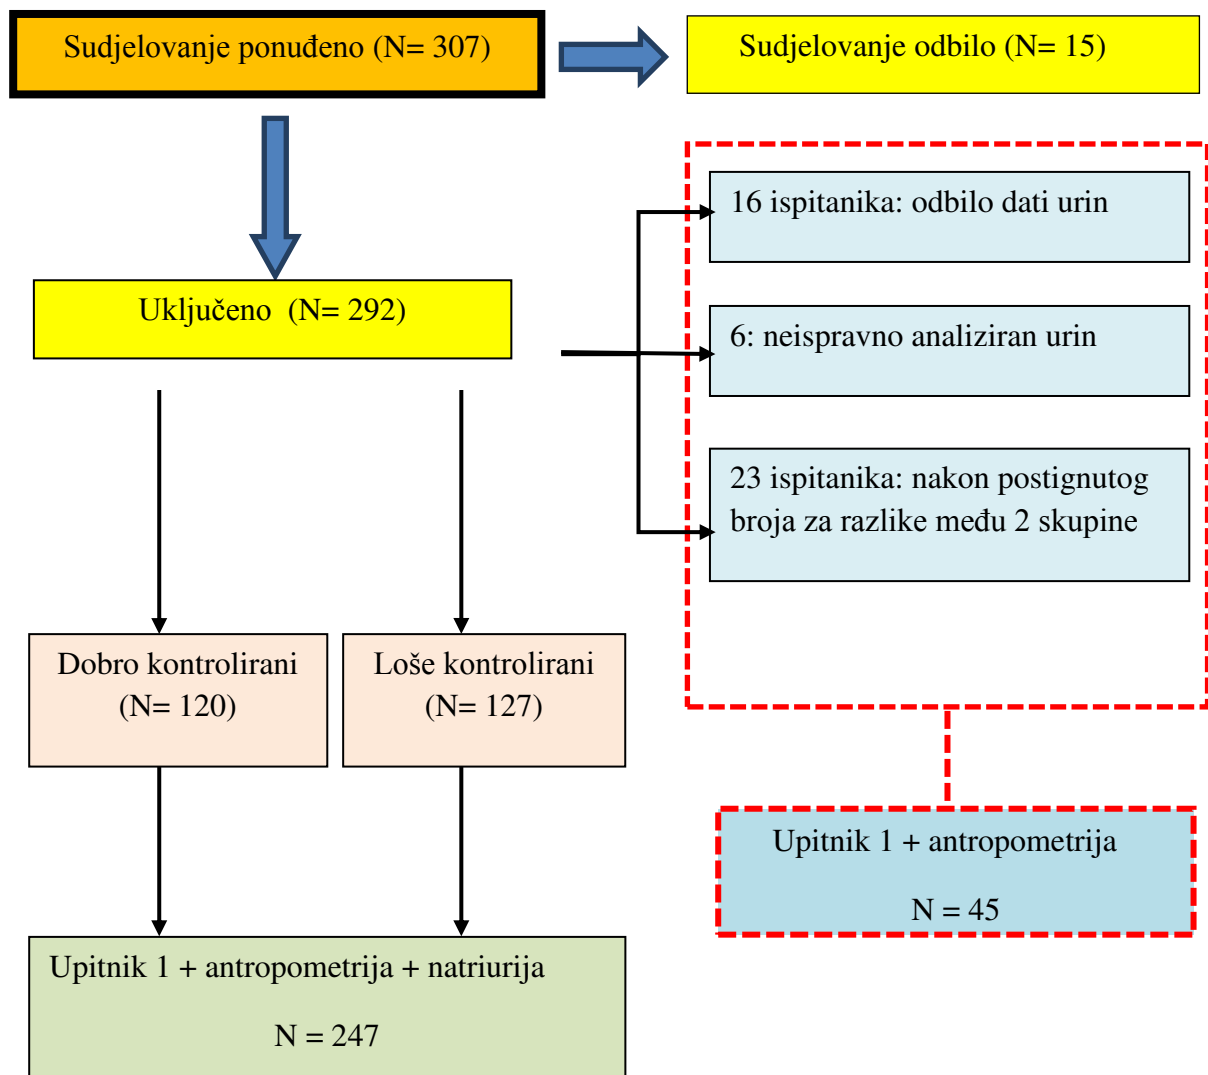 Sudjelovanje ponuđeno (N= 307)
Sudjelovanje odbilo (N= 15)
16 ispitanika: odbilo dati urin
Uključeno  (N= 292)
6: neispravno analiziran urin
23 ispitanika: nakon postignutog
broja za razlike među 2 skupine
Dobro kontrolirani
(N= 120)
Loše kontrolirani
(N= 127)
Upitnik 1 + antropometrija
N = 45
Upitnik 1 + antropometrija + natriurija
N = 247